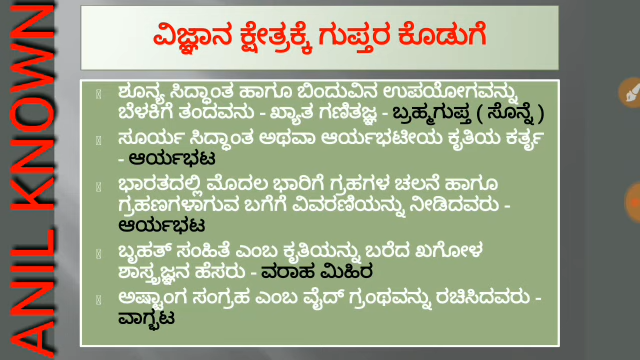 ANIL KNOWN
ವಿಜ್ಞಾನ ಕ್ಷೇತ್ರಕ್ಕೆ ಗುಪ್ತರ ಕೊಡುಗೆ
ಶೂನ್ಯ ಸಿದ್ಧಾಂತ ಹಾಗೂ ಬಿಂದುವಿನ ಉಪಯೋಗವನ್ನು
ಬೆಳಕಿಗೆ ತಂದವನು - ಖ್ಯಾತ ಗಣಿತಜ್ಞ - ಬ್ರಹ್ಮಗುಪ್ತ ( ಸೊನ್ನೆ )
ಸೂರ್ಯ ಸಿದ್ಧಾಂತ ಅಥವಾ ಆರ್ಯಭಟೀಯ ಕೃತಿಯ ಕರ್ತೃ
- ಆರ್ಯಭಟ
ಭಾರತದಲ್ಲಿ ಮೊದಲ ಭಾರಿಗೆ ಗ್ರಹಗಳ ಚಲನೆ ಹಾಗೂ
ಗ್ರಹಣಗಳಾಗುವ ಬಗೆಗೆ ವಿವರಣೆಯನ್ನು ನೀಡಿದವರು -
ಆರ್ಯಭಟ
ಬೃಹತ್ ಸಂಹಿತೆ ಎಂಬ ಕೃತಿಯನ್ನು ಬರೆದ ಖಗೋಳ
ಶಾಸ್ತ್ರಜ್ಞನ ಹೆಸರು - ವರಾಹ ಮಿಹಿರ
ಅಷ್ಟಾಂಗ ಸಂಗ್ರಹ ಎಂಬ ವೈದ್ ಗ್ರಂಥವನ್ನು ರಚಿಸಿದವರು -
ವಾಗ್ಭಟ